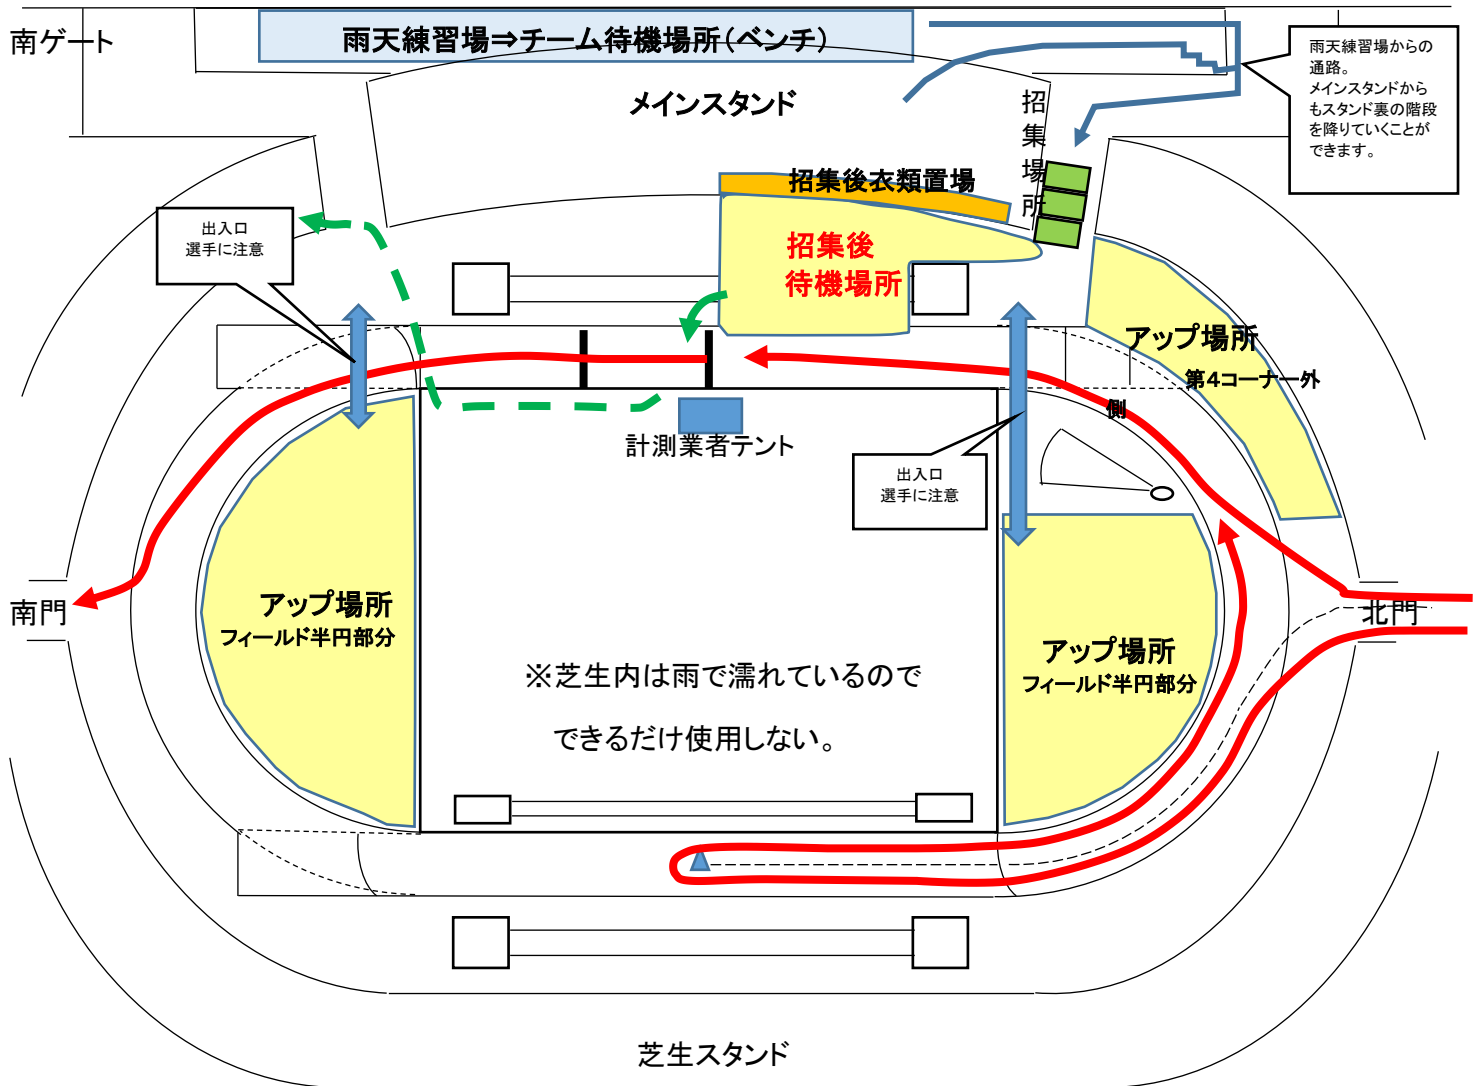 南ゲート
雨天練習場⇒チーム待機場所(ベンチ)
雨天練習場からの
通路。
メインスタンドから
もスタンド裏の階段
を降りていくことが
できます。
メインスタンド
招集場所
招集後衣類置場
出入口
選手に注意
招集後
待機場所
アップ場所
第4コーナー外
側
計測業者テント
出入口
選手に注意
南門
アップ場所
フィールド半円部分
北門
アップ場所
フィールド半円部分
※芝生内は雨で濡れているので
できるだけ使用しない。
芝生スタンド